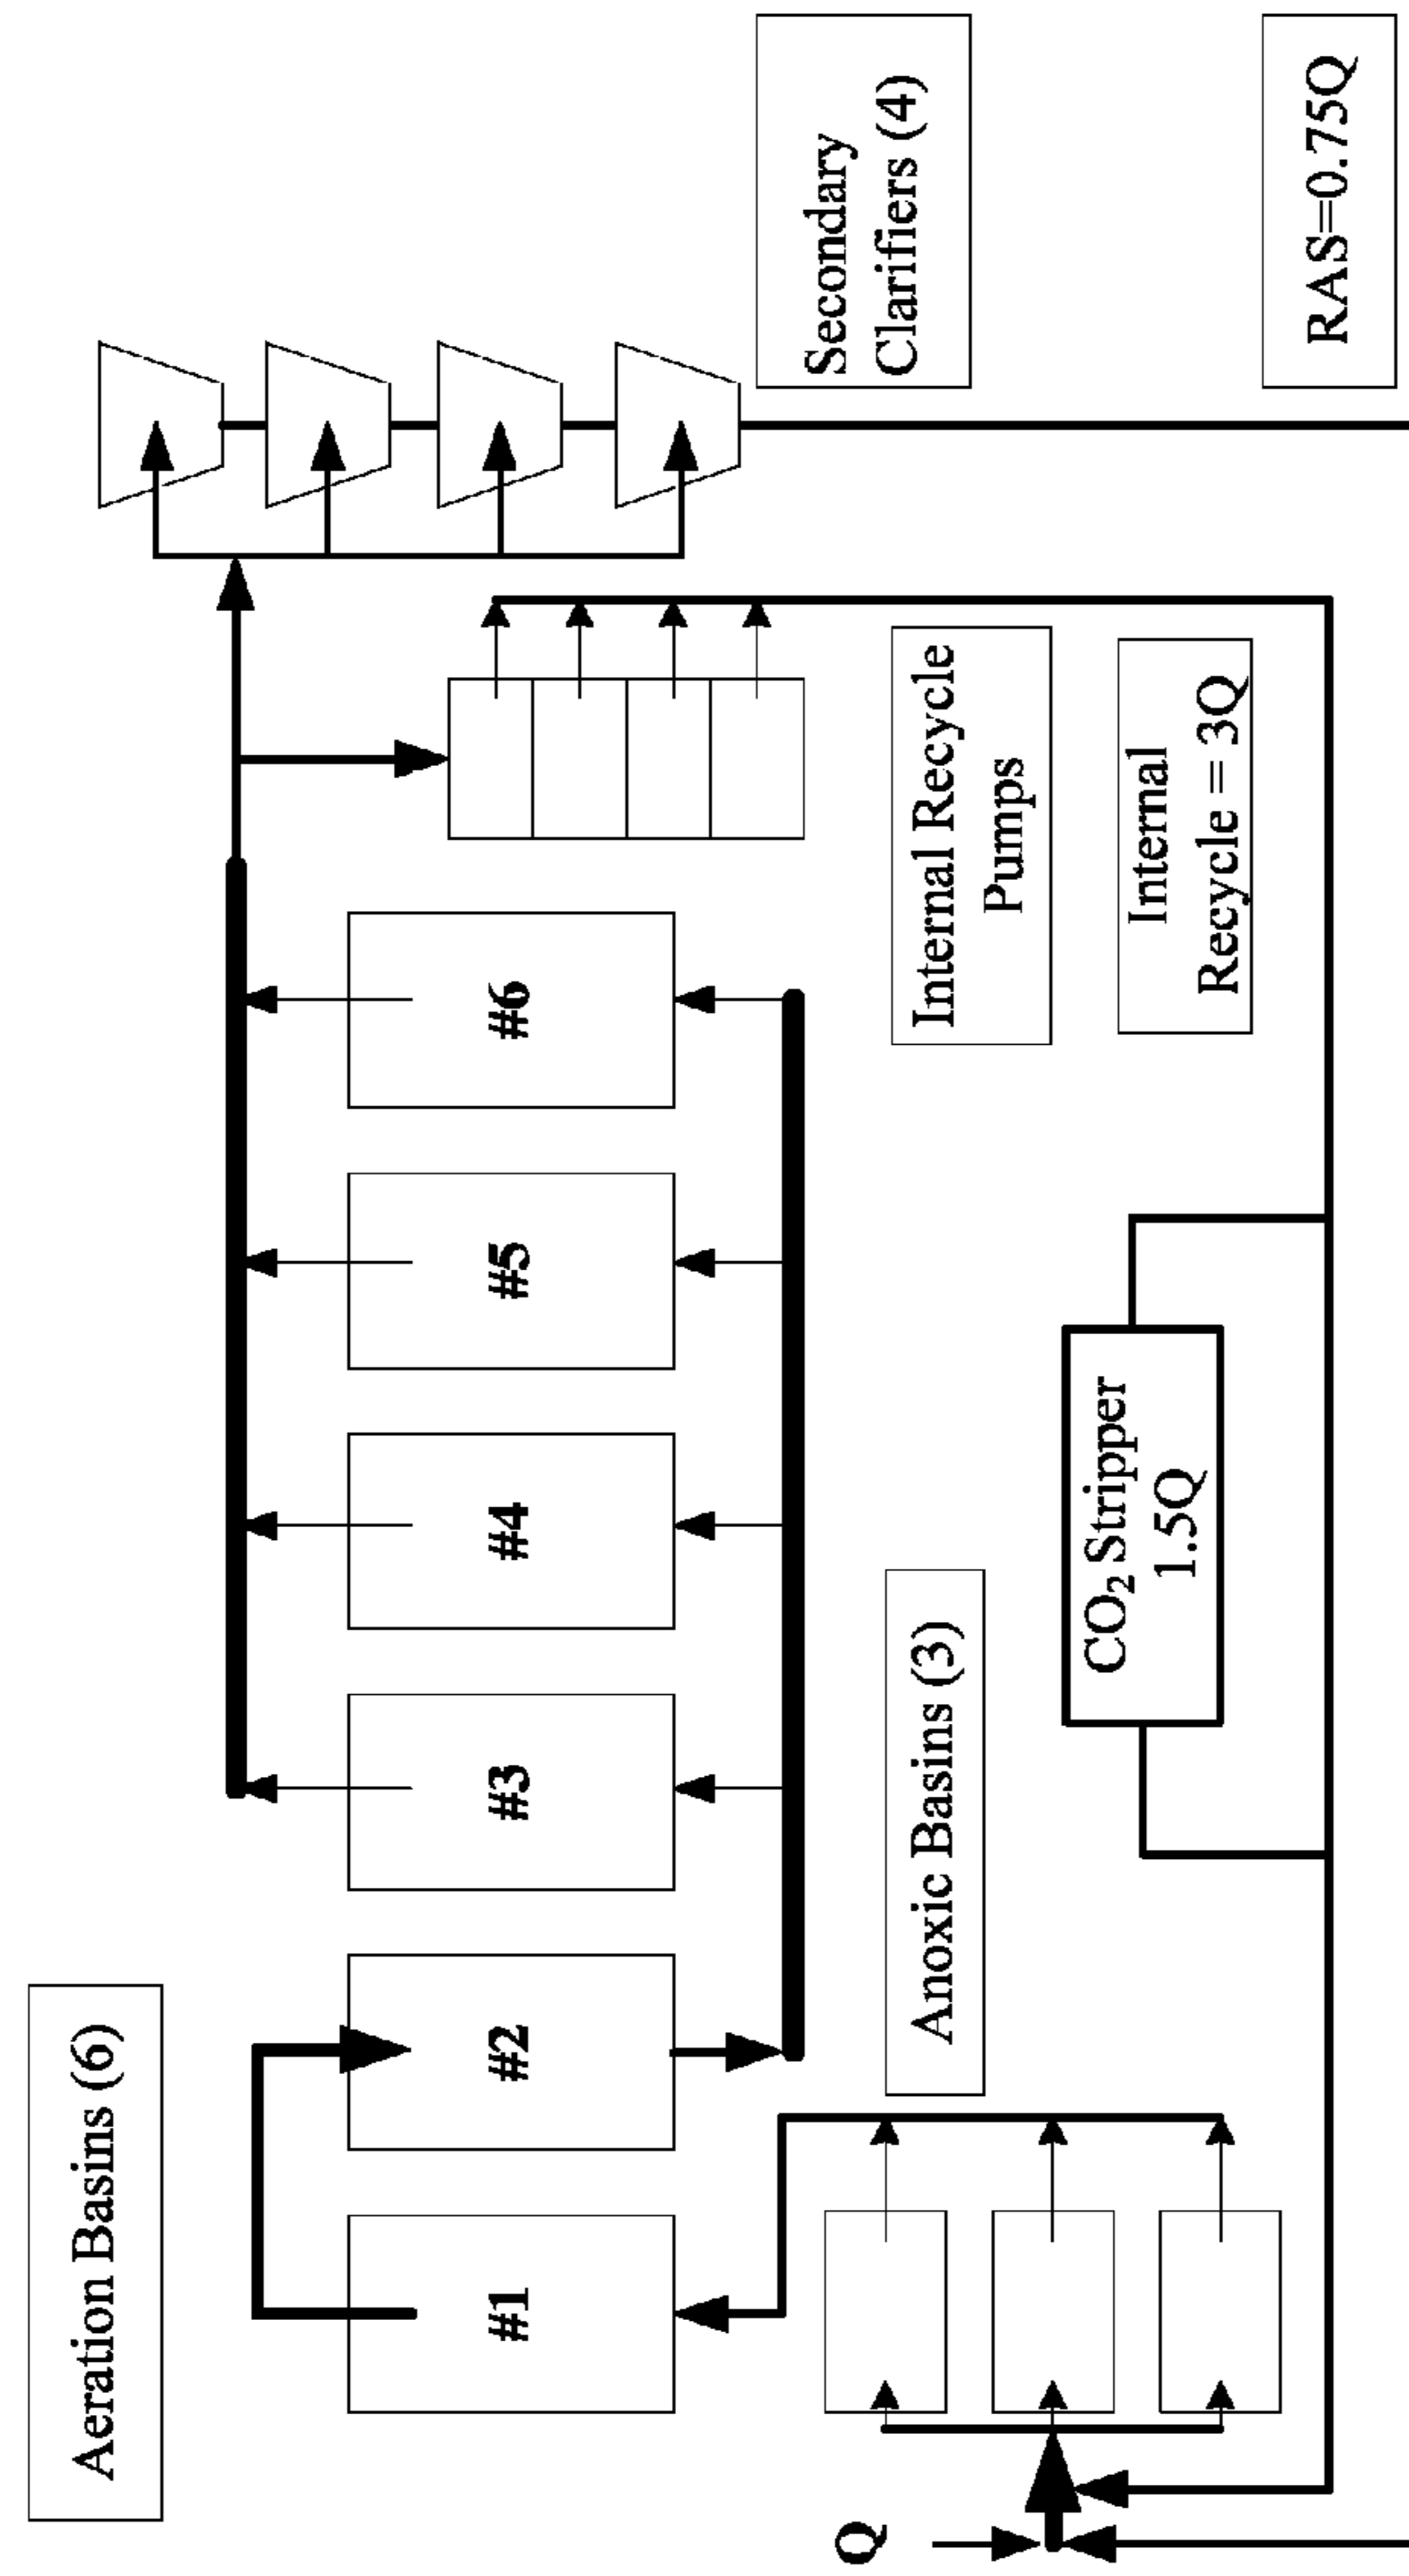 Aeration Basins (6)
#1
#2
#3
#4
#5
#6
Secondary
Clarifiers (4)
Internal Recycle
Pumps
Anoxic Basins (3)
Internal
Recycle = 3Q
CO₂ Stripper
1.5Q
Q
RAS=0.75Q